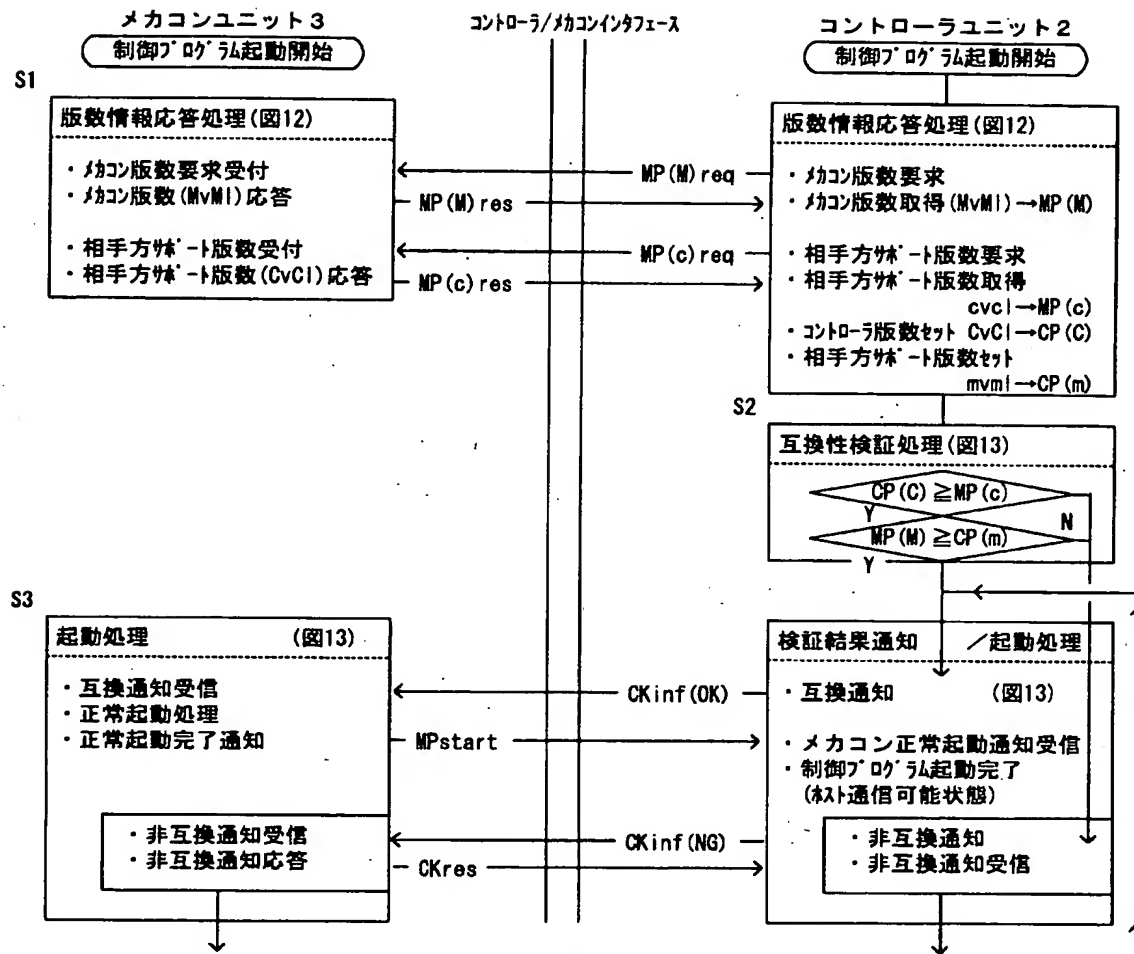 メカコンユニット3
コントローラ/メカコンインタフェース
コントローラユニット2
制御プログラム起動開始
制御プログラム起動開始
S1
版数情報応答処理(図12)
・メカコン版数要求受付
・メカコン版数(MvMl)応答
・相手方サポート版数受付
・相手方サポート版数(CvCl)応答
MP(M)req
MP(M)res
MP(c)req
MP(c)res
版数情報応答処理(図12)
・メカコン版数要求
・メカコン版数取得(MvMl)→MP(M)
・相手方サポート版数要求
・相手方サポート版数取得
cvcl→MP(c)
・コントローラ版数セット CvCl→CP(C)
・相手方サポート版数セット
mvml→CP(m)
S2
互換性検証処理(図13)
CP(C)≧MP(c)
Y
N
MP(M)≧CP(m)
Y
S3
起動処理 (図13)
・互換通知受信
・正常起動処理
・正常起動完了通知
・非互換通知受信
・非互換通知応答
CKinf(OK)
MPstart
CKinf(NG)
CKres
検証結果通知 /起動処理
・互換通知 (図13)
・メカコン正常起動通知受信
・制御プログラム起動完了
(ホスト通信可能状態)
・非互換通知
・非互換通知受信